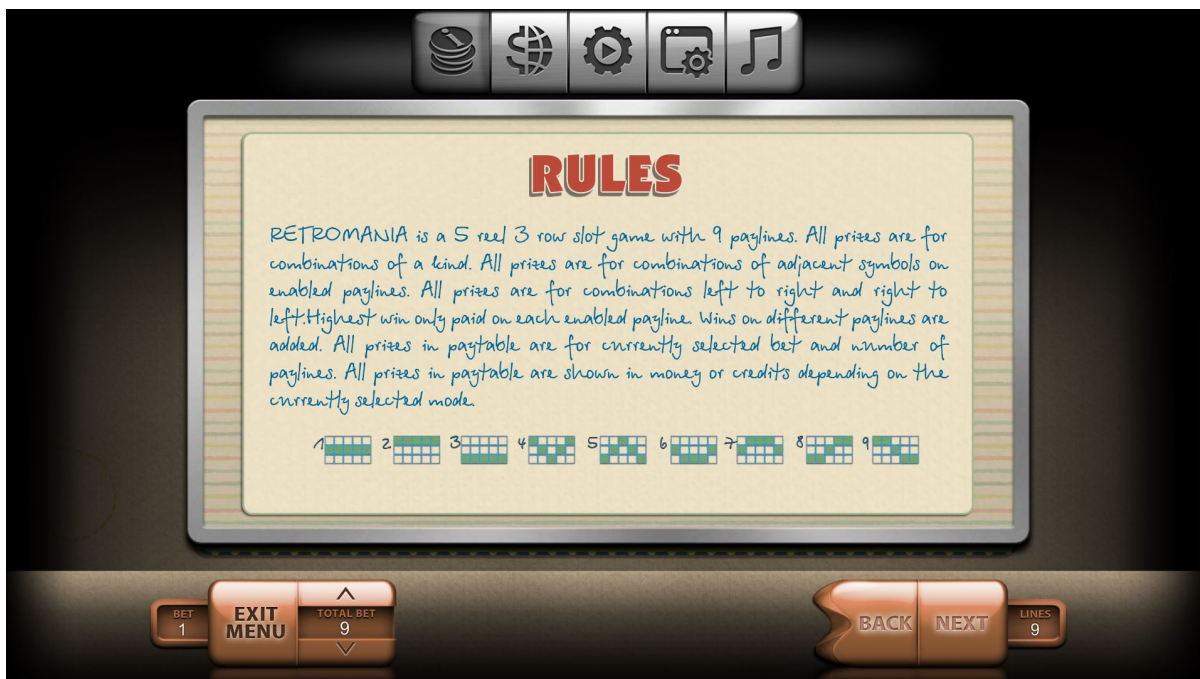 RULES
RETROMANIA is a 5 reel 3 row slot game with 9 paylines. All prizes are for
combinations of a kind. All prizes are for combinations of adjacent symbols on
enabled paylines. All prizes are for combinations left to right and right to
left.Highest win only paid on each enabled payline. Wins on different paylines are
added. All prizes in paytable are for currently selected bet and number of
paylines. All prizes in paytable are shown in money or credits depending on the
currently selected mode.
1 2 3 4 5 6 7 8 9
BET
1
EXIT
MENU
TOTAL BET
9
BACK
NEXT
LINES
9